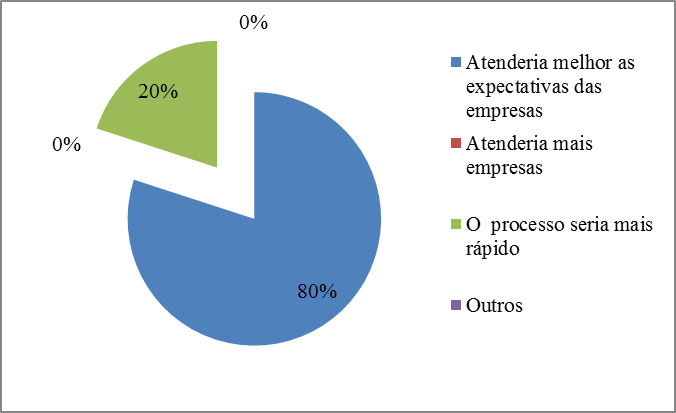 0%
20%
0%
80%
Atenderia melhor as
expectativas das
empresas
Atenderia mais
empresas
O  processo seria mais
rápido
Outros